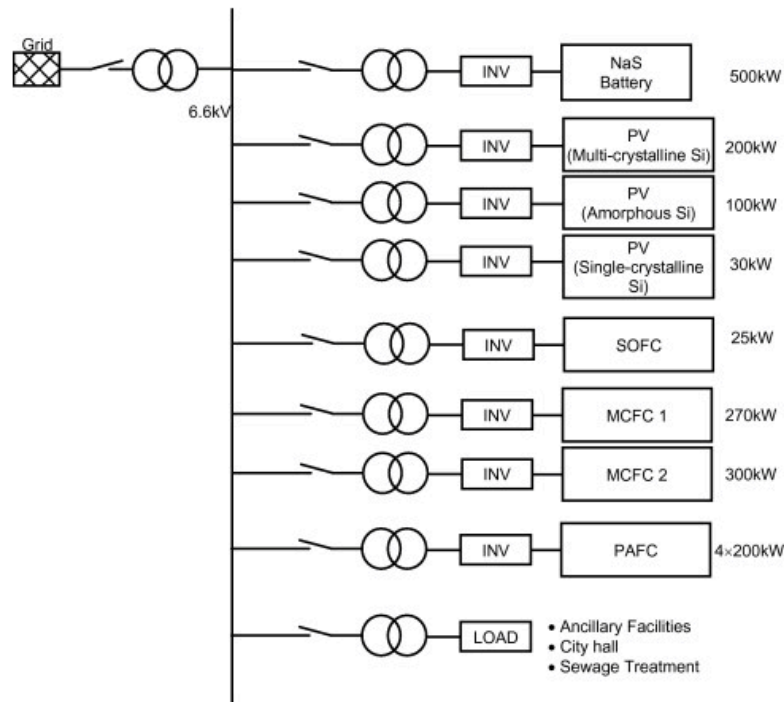 Grid
6.6kV
INV
NaS
Battery
500kW
INV
PV
(Multi-crystalline Si)
200kW
INV
PV
(Amorphous Si)
100kW
INV
PV
(Single-crystalline
Si)
30kW
INV
SOFC
25kW
INV
MCFC 1
270kW
INV
MCFC 2
300kW
INV
PAFC
4×200kW
LOAD
• Ancillary Facilities
• City hall
• Sewage Treatment